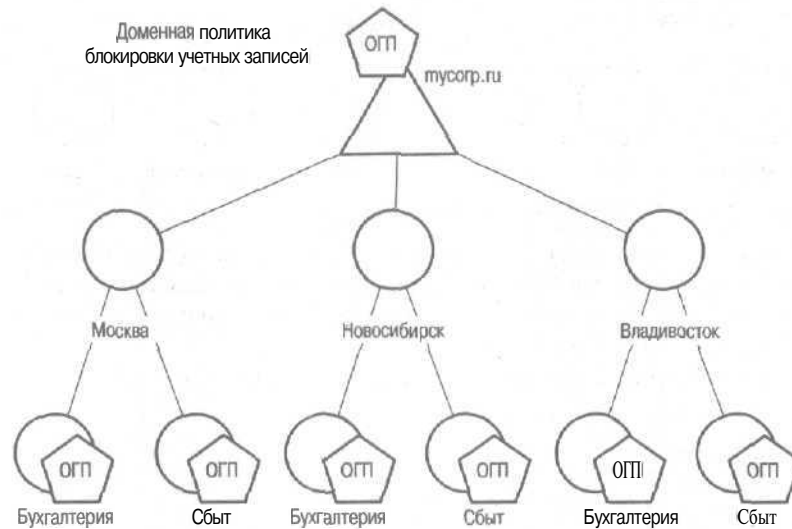 Доменная политика
блокировки учетных записей
ОГП
mycorp.ru
Москва
Новосибирск
Владивосток
ОГП
ОГП
ОГП
ОГП
ОГП
ОГП
Бухгалтерия
Сбыт
Бухгалтерия
Сбыт
Бухгалтерия
Сбыт